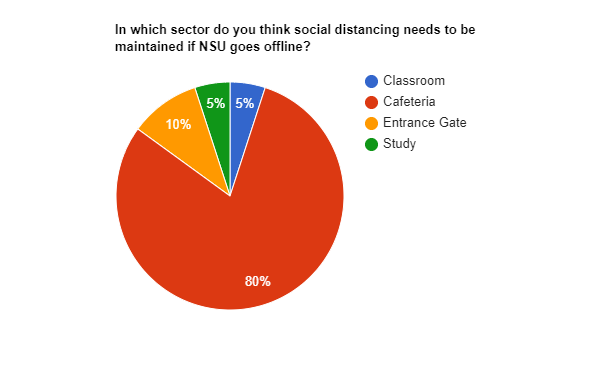 In which sector do you think social distancing needs to be
maintained if NSU goes offline?
Classroom
Cafeteria
Entrance Gate
Study
5%
5%
10%
80%